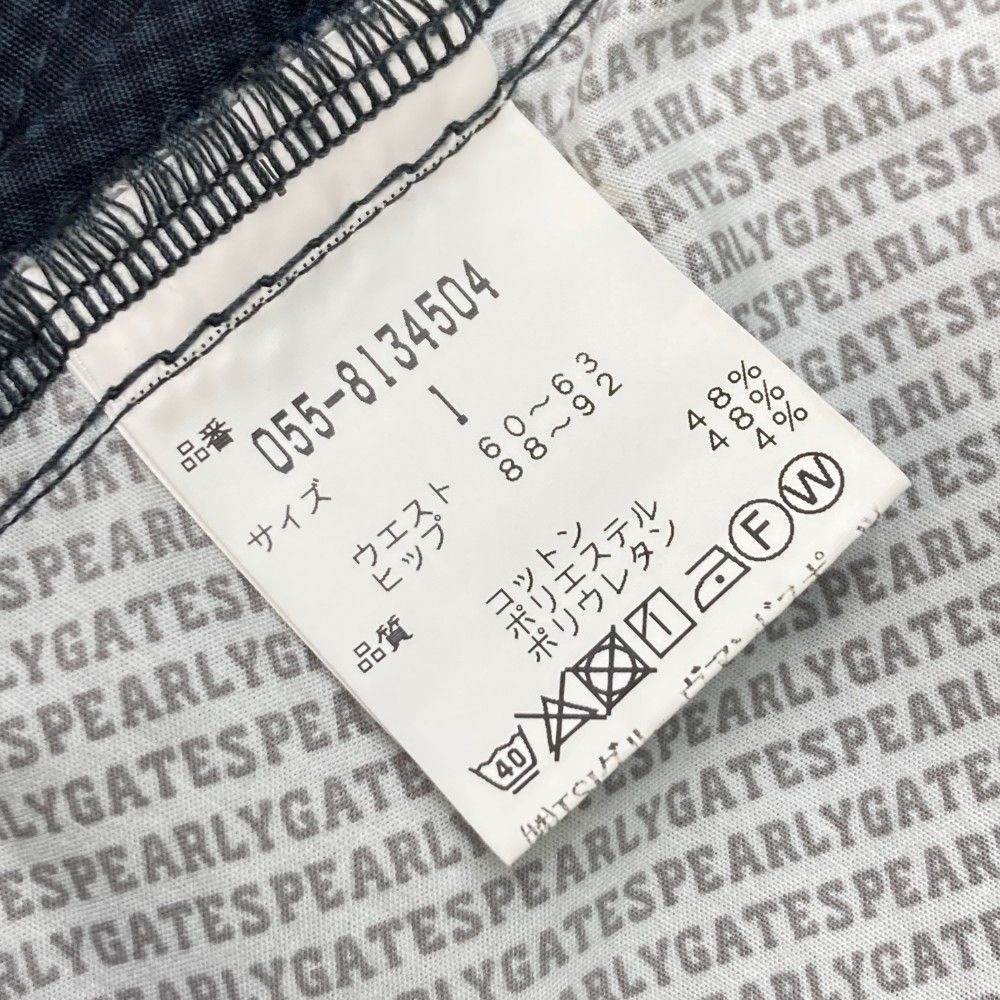 品番 055-8134504
サイズ 1
ウエスト 60～63
ヒップ 88～92
品質
コットン 48%
ポリエステル 48%
ポリウレタン 4%
40
F
W
PEARLYGATES
PEARLYGATESPEARLYGATES